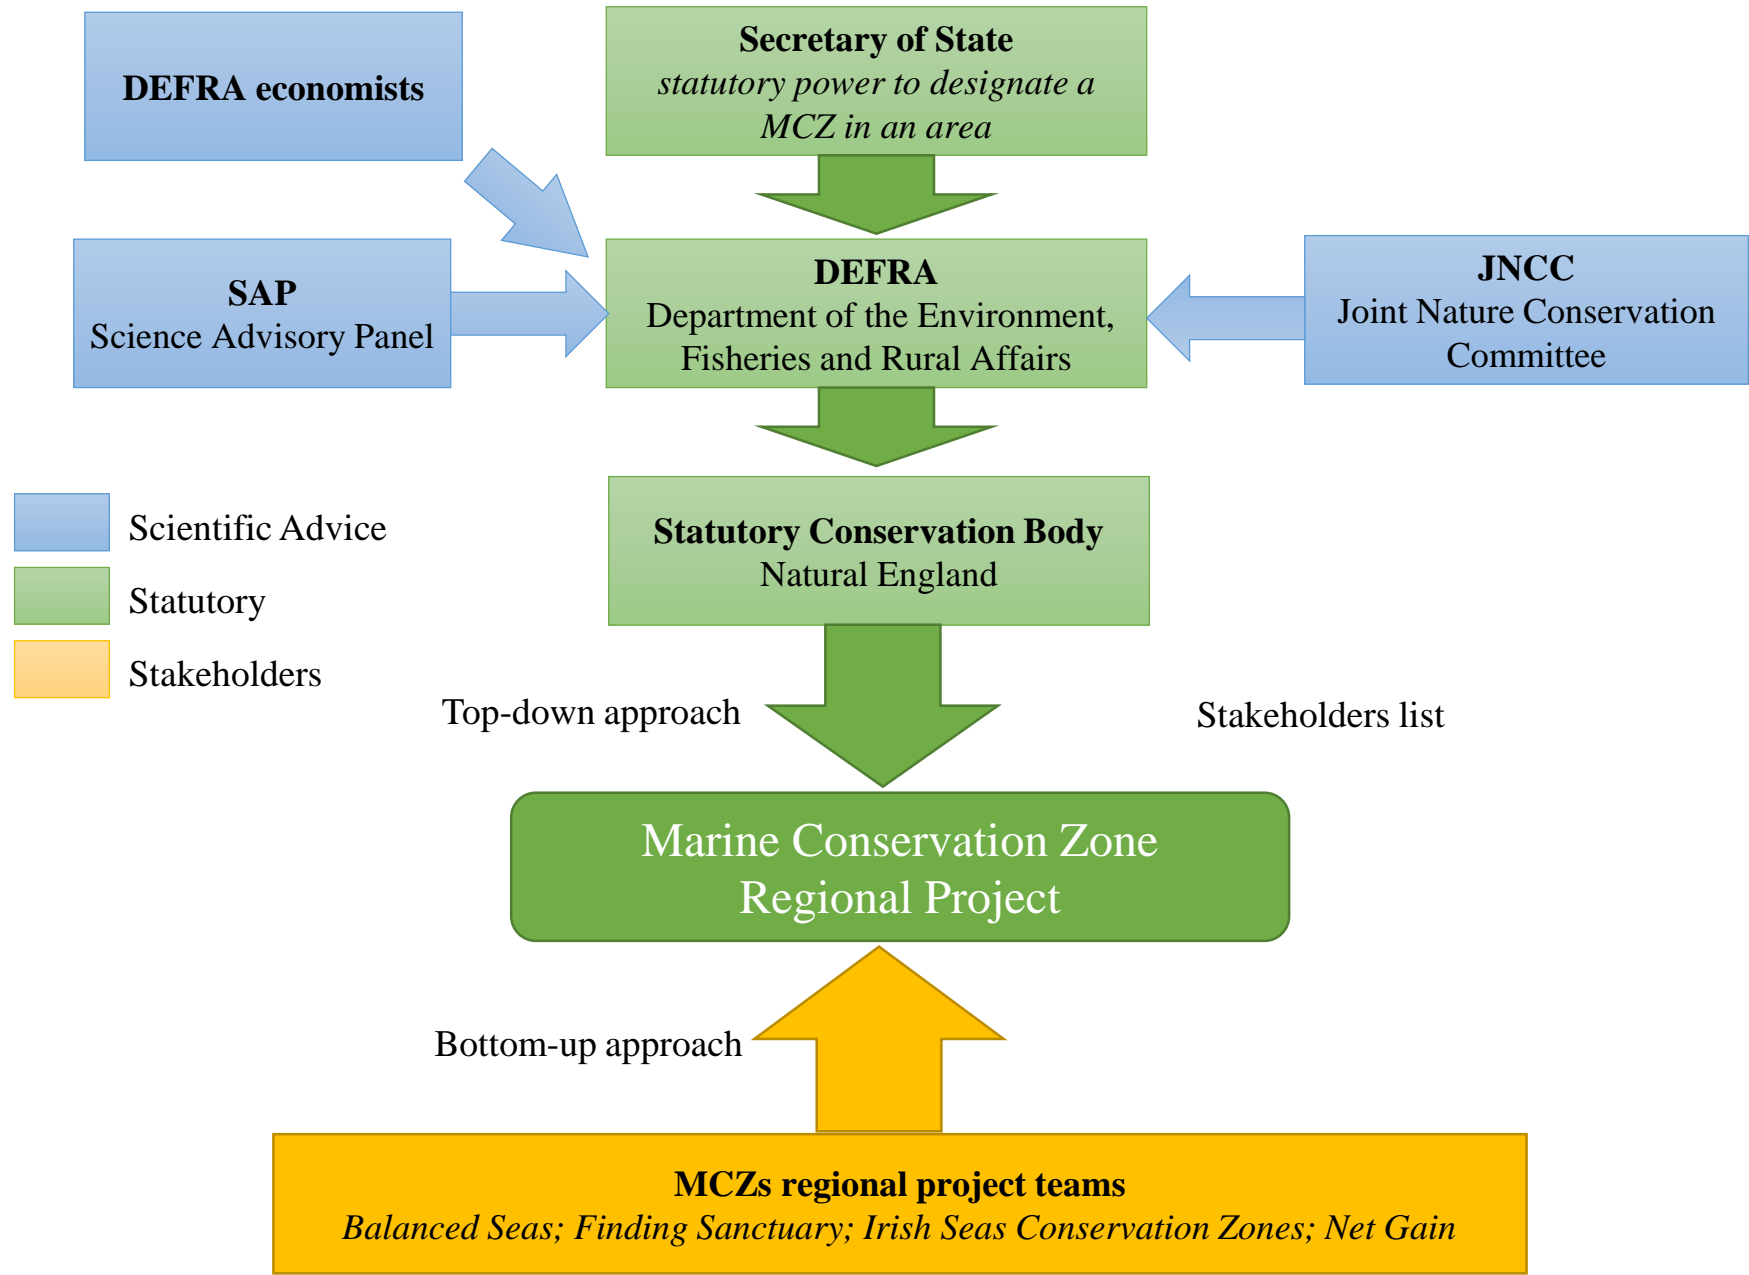 DEFRA economists
Secretary of State
statutory power to designate a
MCZ in an area
SAP
Science Advisory Panel
DEFRA
Department of the Environment,
Fisheries and Rural Affairs
JNCC
Joint Nature Conservation
Committee
Scientific Advice
Statutory
Stakeholders
Statutory Conservation Body
Natural England
Top-down approach
Stakeholders list
Marine Conservation Zone
Regional Project
Bottom-up approach
MCZs regional project teams
Balanced Seas; Finding Sanctuary; Irish Seas Conservation Zones; Net Gain